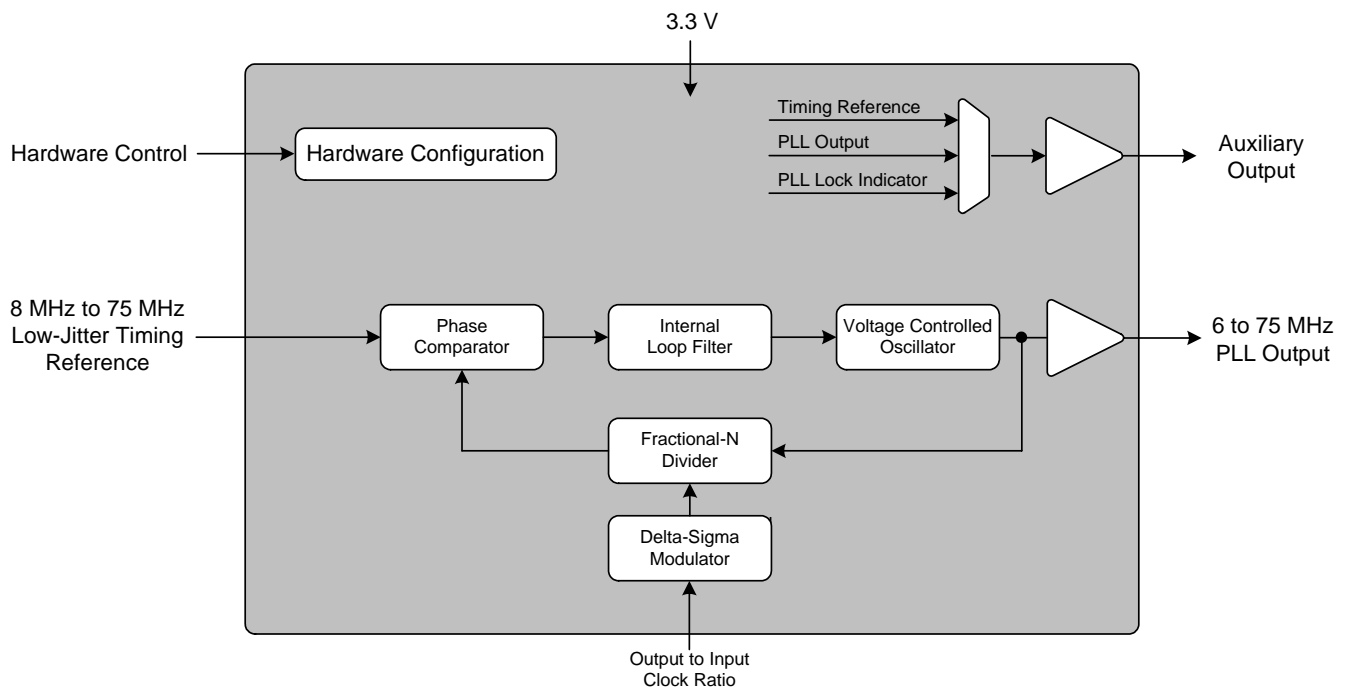 3.3 V
Timing Reference
PLL Output
PLL Lock Indicator
Hardware Control
Hardware Configuration
Auxiliary
Output
8 MHz to 75 MHz
Low-Jitter Timing
Reference
Phase
Comparator
Internal
Loop Filter
Voltage Controlled
Oscillator
6 to 75 MHz
PLL Output
Fractional-N
Divider
Delta-Sigma
Modulator
Output to Input
Clock Ratio